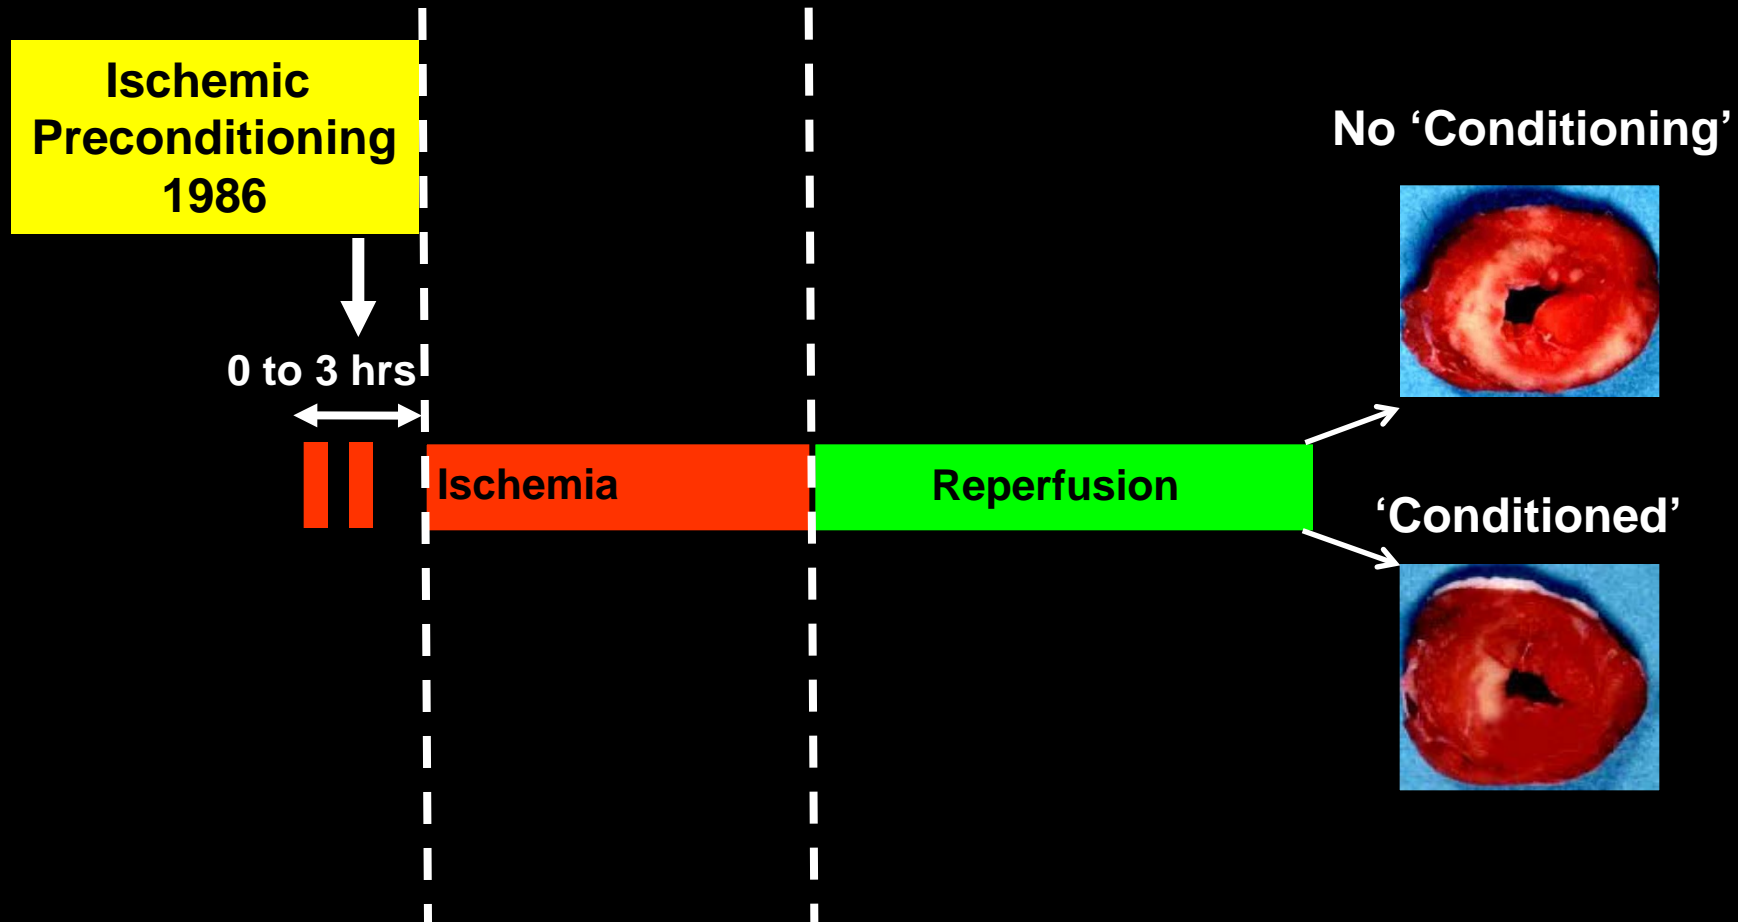 Ischemic
Preconditioning
1986
0 to 3 hrs
Ischemia
Reperfusion
No ‘Conditioning’
‘Conditioned’